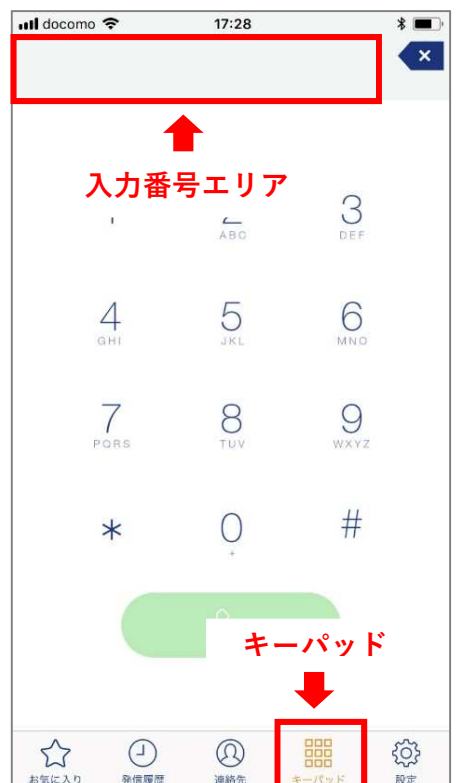 docomo 17:28
入力番号エリア
3
ABC DEF
4 5 6
GHI JKL MNO
7 8 9
PQRS TUV WXYZ
* 0 #
+
キーパッド
お気に入り 発信履歴 連絡先 キーパッド 設定